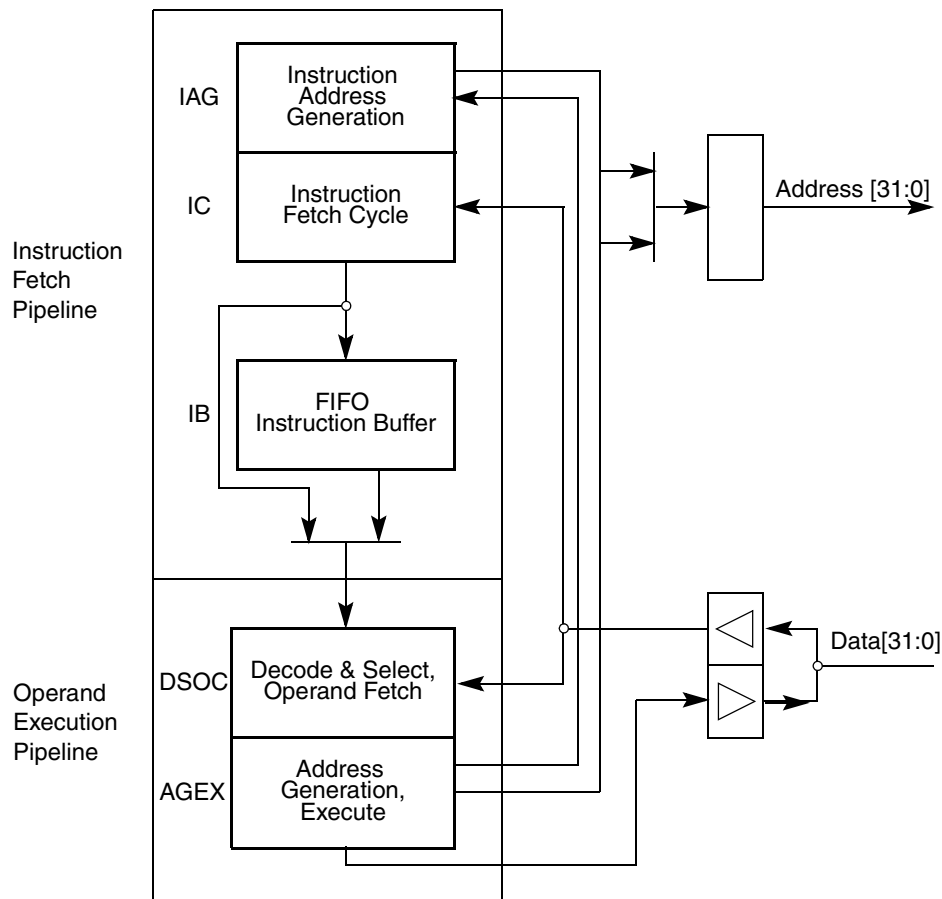 IAG
Instruction
Address
Generation
Address [31:0]
IC
Instruction
Fetch Cycle
Instruction
Fetch
Pipeline
IB
FIFO
Instruction Buffer
Data[31:0]
DSOC
Decode & Select,
Operand Fetch
Operand
Execution
Pipeline
AGEX
Address
Generation,
Execute